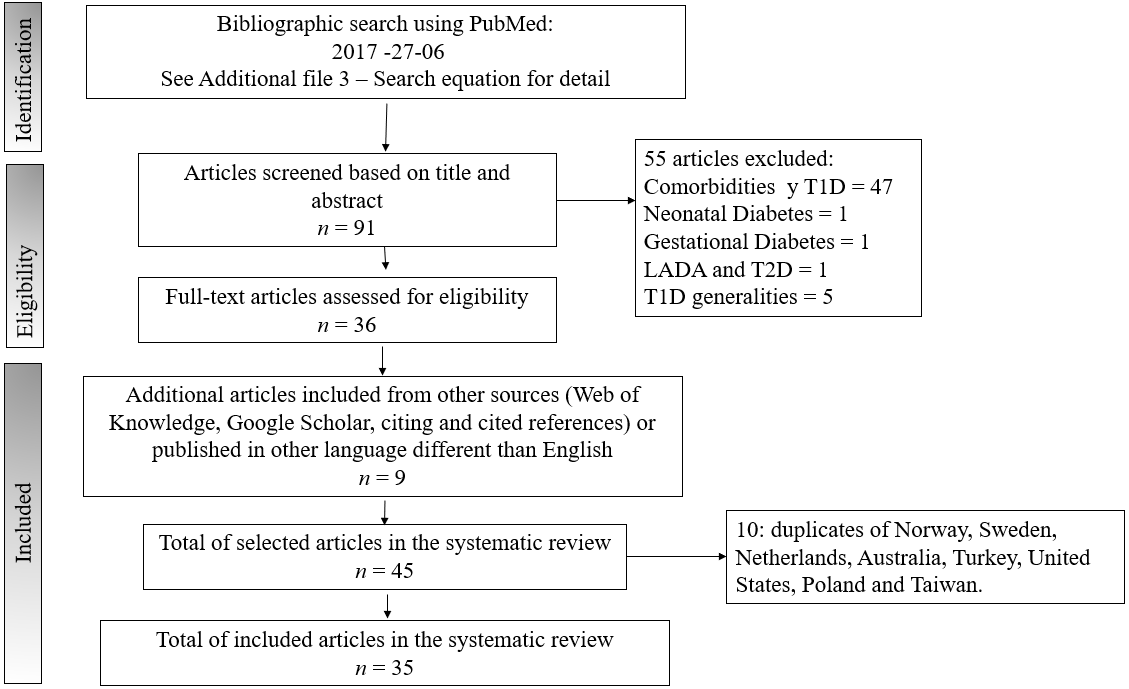 Identification
Bibliographic search using PubMed:
2017 -27-06
See Additional file 3 – Search equation for detail
Eligibility
Articles screened based on title and
abstract
n = 91
55 articles excluded:
Comorbidities y T1D = 47
Neonatal Diabetes = 1
Gestational Diabetes = 1
LADA and T2D = 1
T1D generalities = 5
Full-text articles assessed for eligibility
n = 36
Included
Additional articles included from other sources (Web of
Knowledge, Google Scholar, citing and cited references) or
published in other language different than English
n = 9
Total of selected articles in the systematic review
n = 45
10: duplicates of Norway, Sweden,
Netherlands, Australia, Turkey, United
States, Poland and Taiwan.
Total of included articles in the systematic review
n = 35